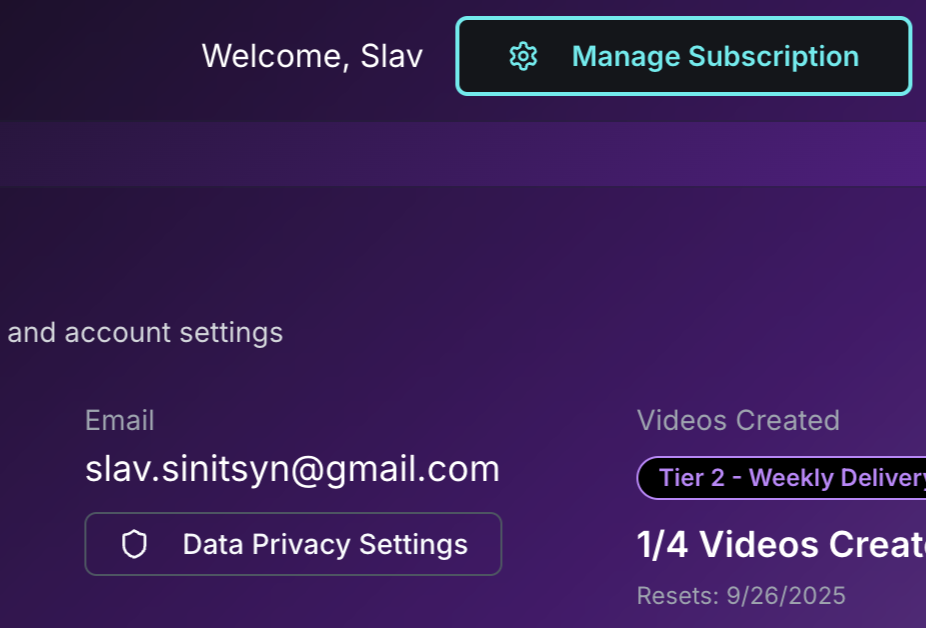 Welcome, Slav
Manage Subscription
and account settings
Email
slav.sinitsyn@gmail.com
Data Privacy Settings
Videos Created
Tier 2 - Weekly Delivery
1/4 Videos Creat
Resets: 9/26/2025